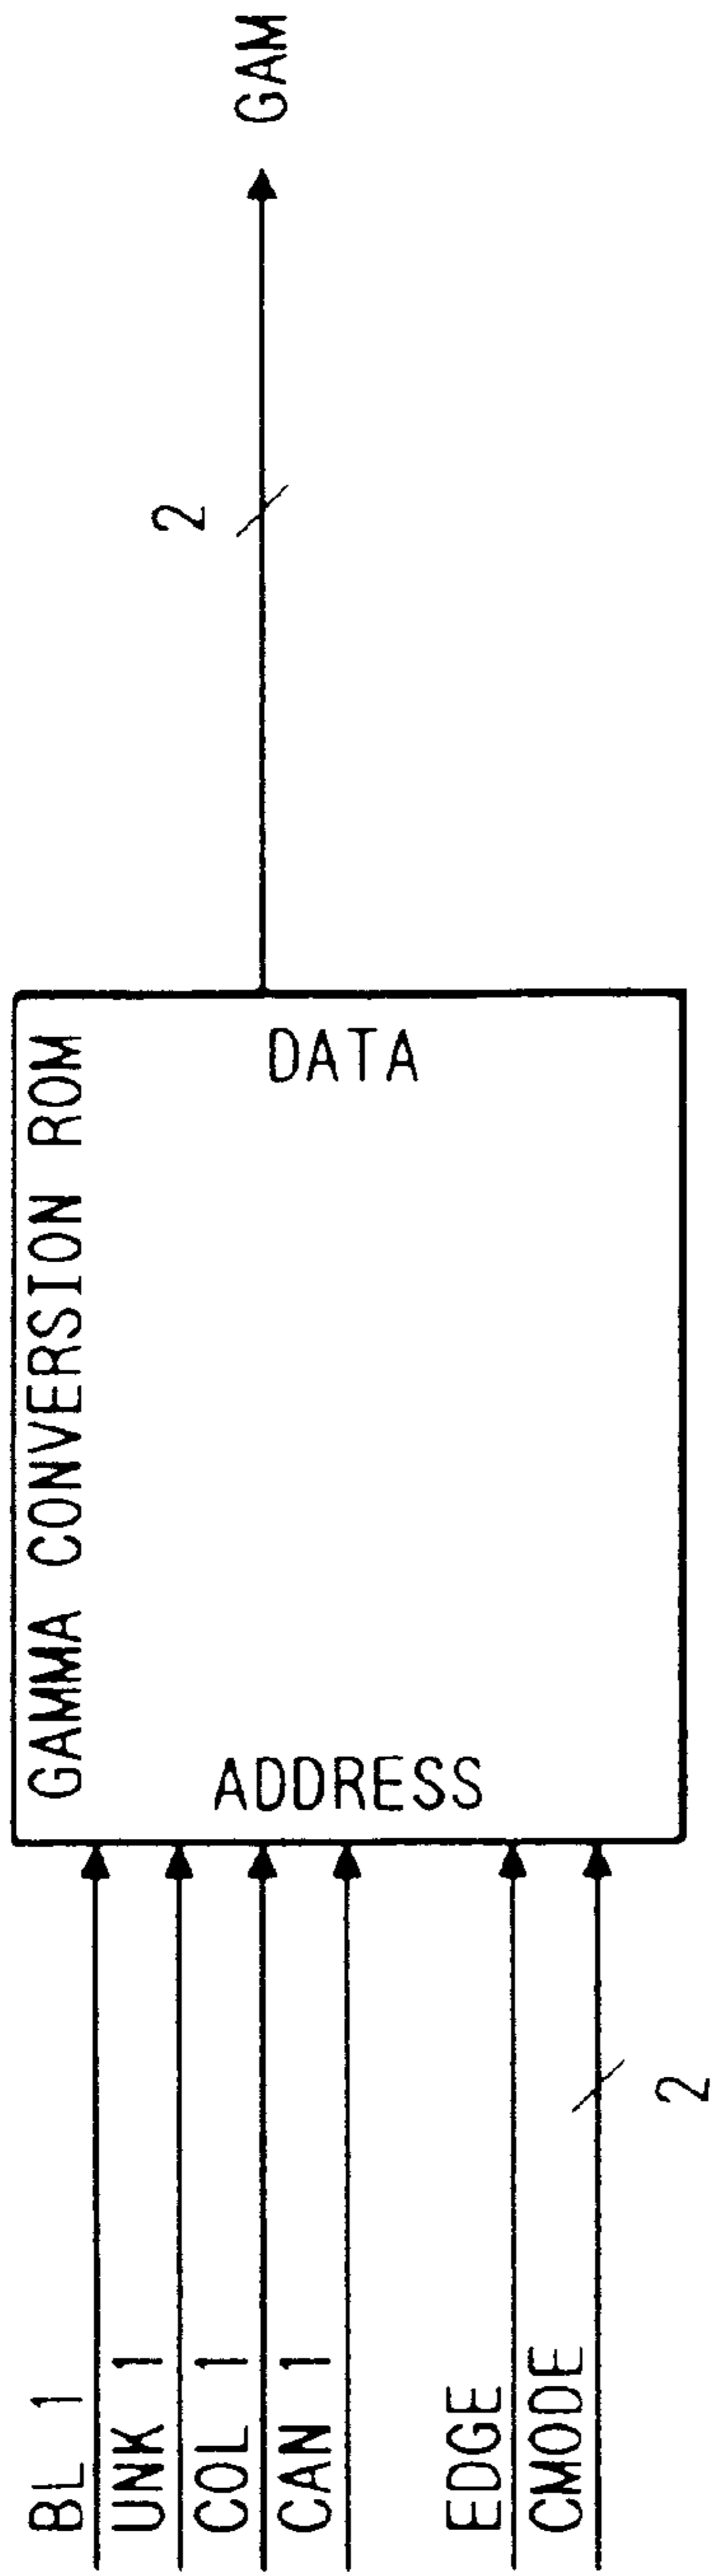 GAMMA CONVERSION ROM
BL 1
UNK 1
COL 1
CAN 1
EDGE
CMODE
2
ADDRESS
DATA
2
GAM